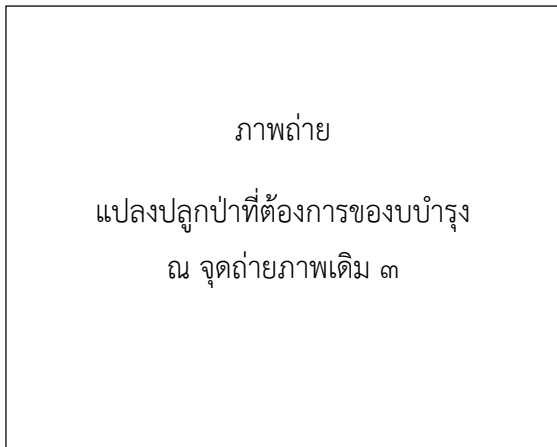 ภาพถ่าย
แปลงปลูกป่าที่ต้องการของบบำรุง
ณ จุดถ่ายภาพเดิม ๓